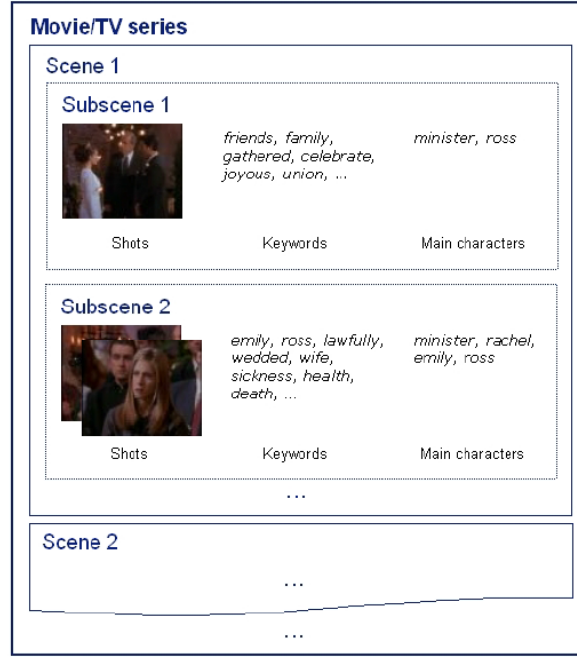 Movie/TV series
Scene 1
Subscene 1
friends, family,
gathered, celebrate,
joyous, union, ...
minister, ross
Shots
Keywords
Main characters
Subscene 2
emily, ross, lawfully,
wedded, wife,
sickness, health,
death, ...
minister, rachel,
emily, ross
Shots
Keywords
Main characters
...
Scene 2
...
...